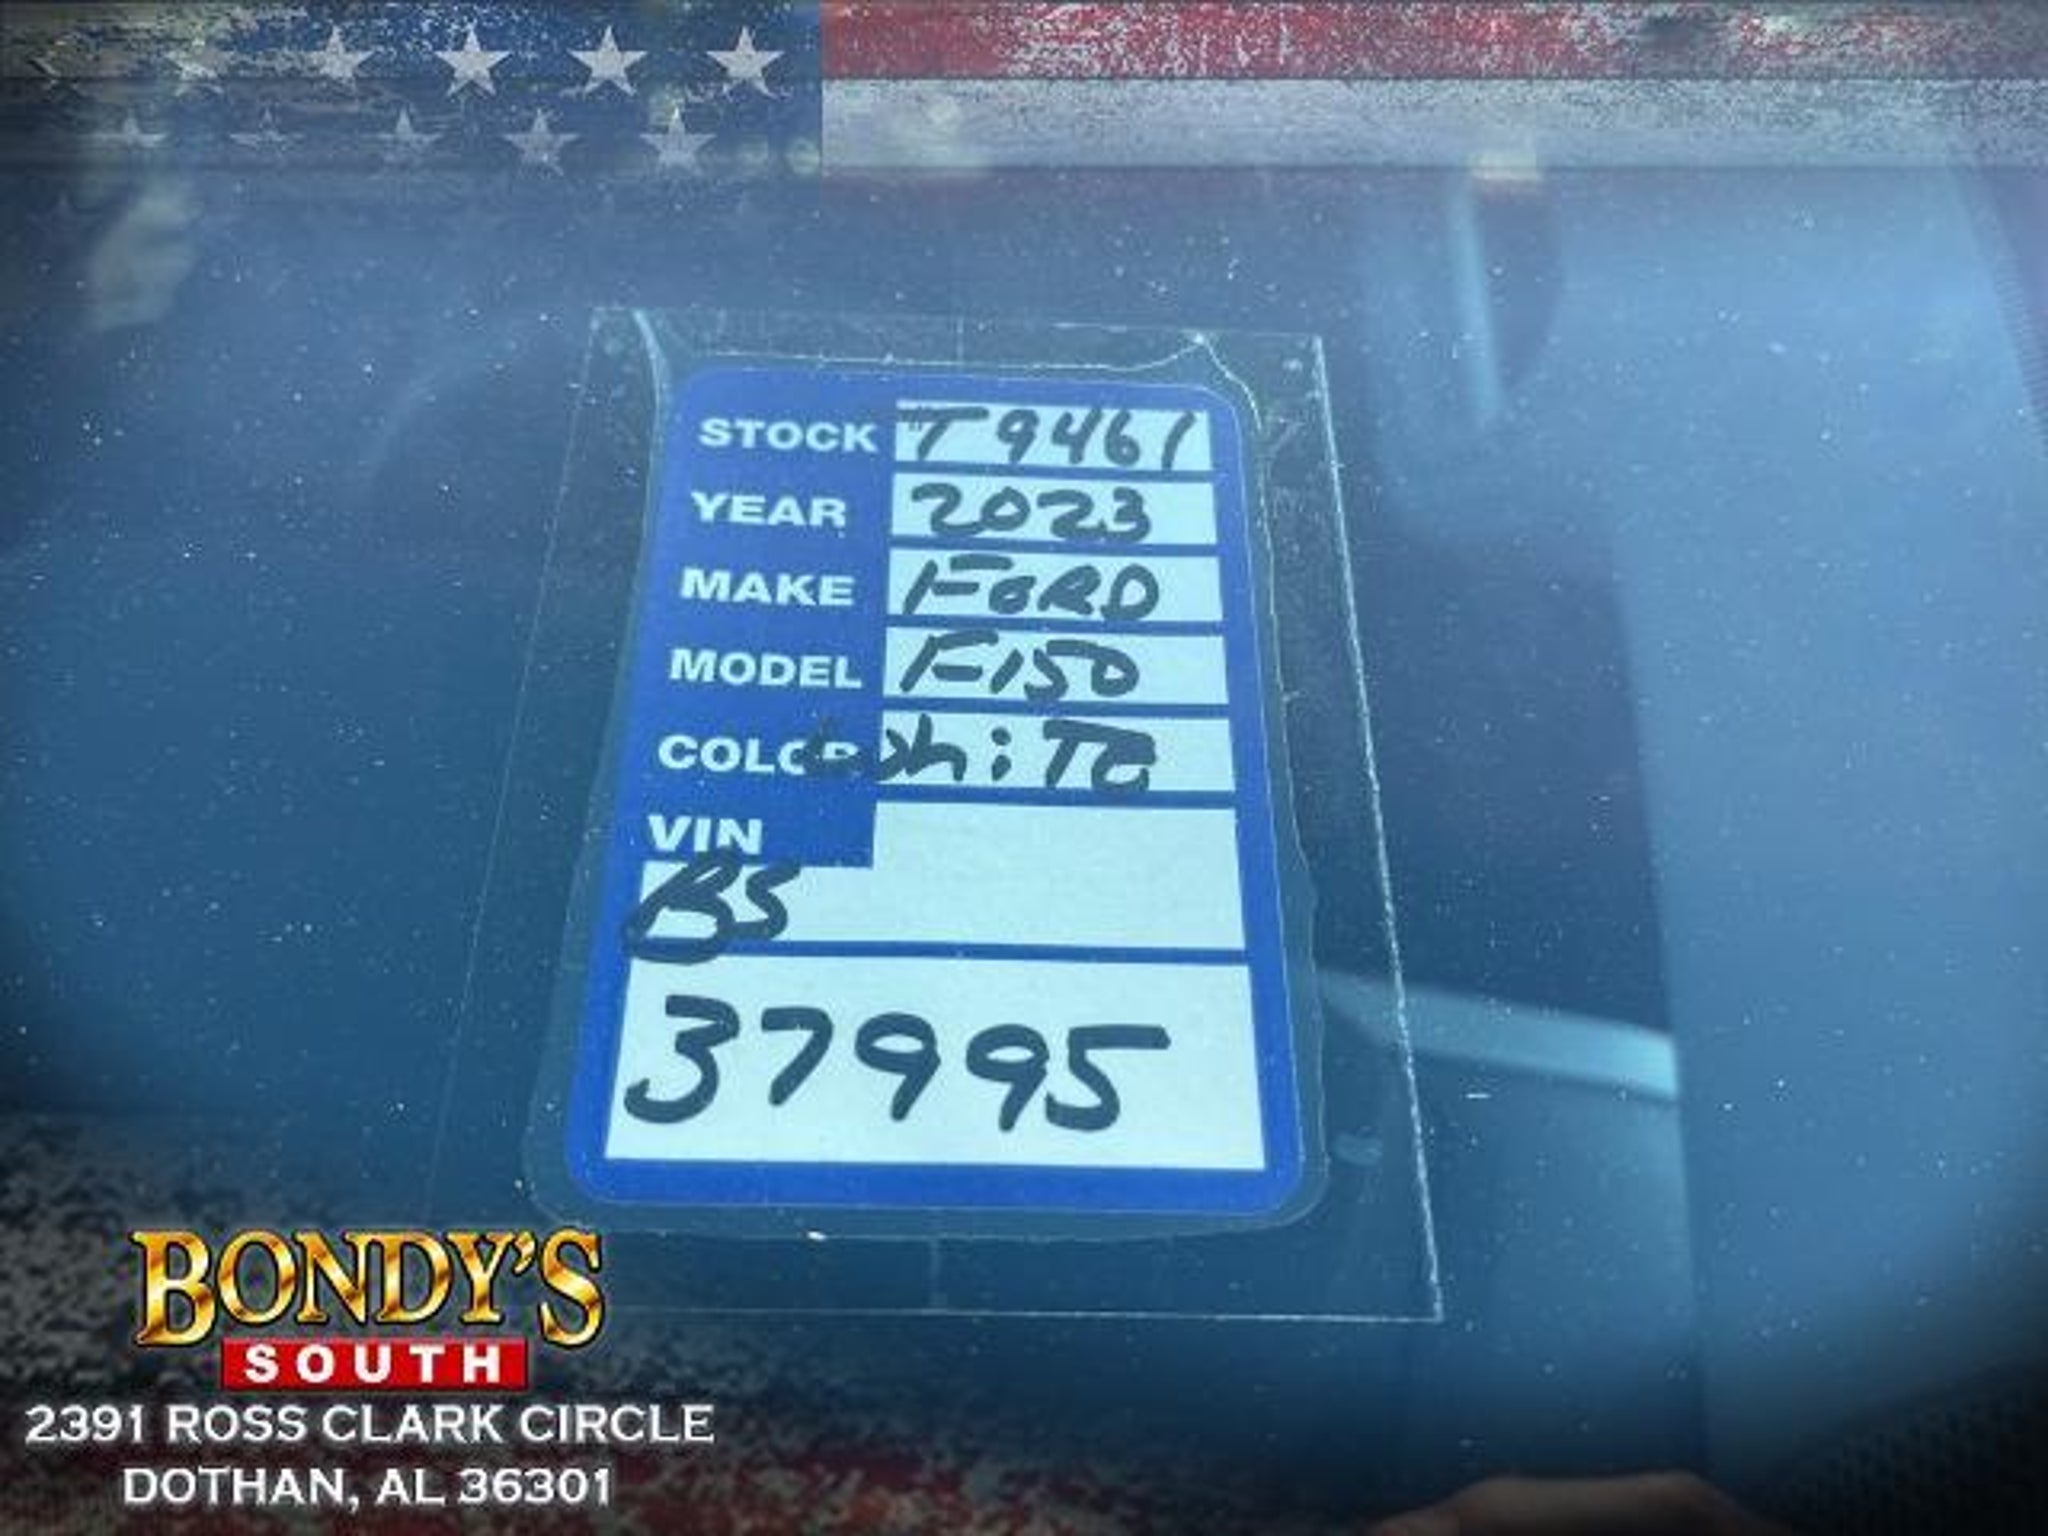 STOCK T9461
YEAR 2023
MAKE FORD
MODEL F150
COLOR whiTe
VIN
BS
37995
BONDY'S
SOUTH
2391 ROSS CLARK CIRCLE
DOTHAN, AL 36301